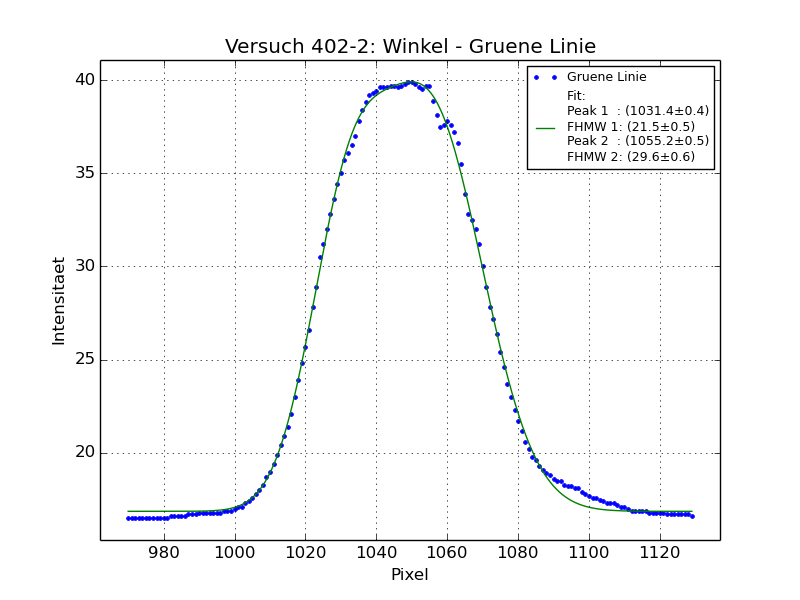 Versuch 402-2: Winkel - Gruene Linie
Gruene Linie
Fit:
Peak 1  : (1031.4±0.4)
FHMW 1: (21.5±0.5)
Peak 2  : (1055.2±0.5)
FHMW 2: (29.6±0.6)
Intensitaet
40
35
30
25
20
980 1000 1020 1040 1060 1080 1100 1120
Pixel